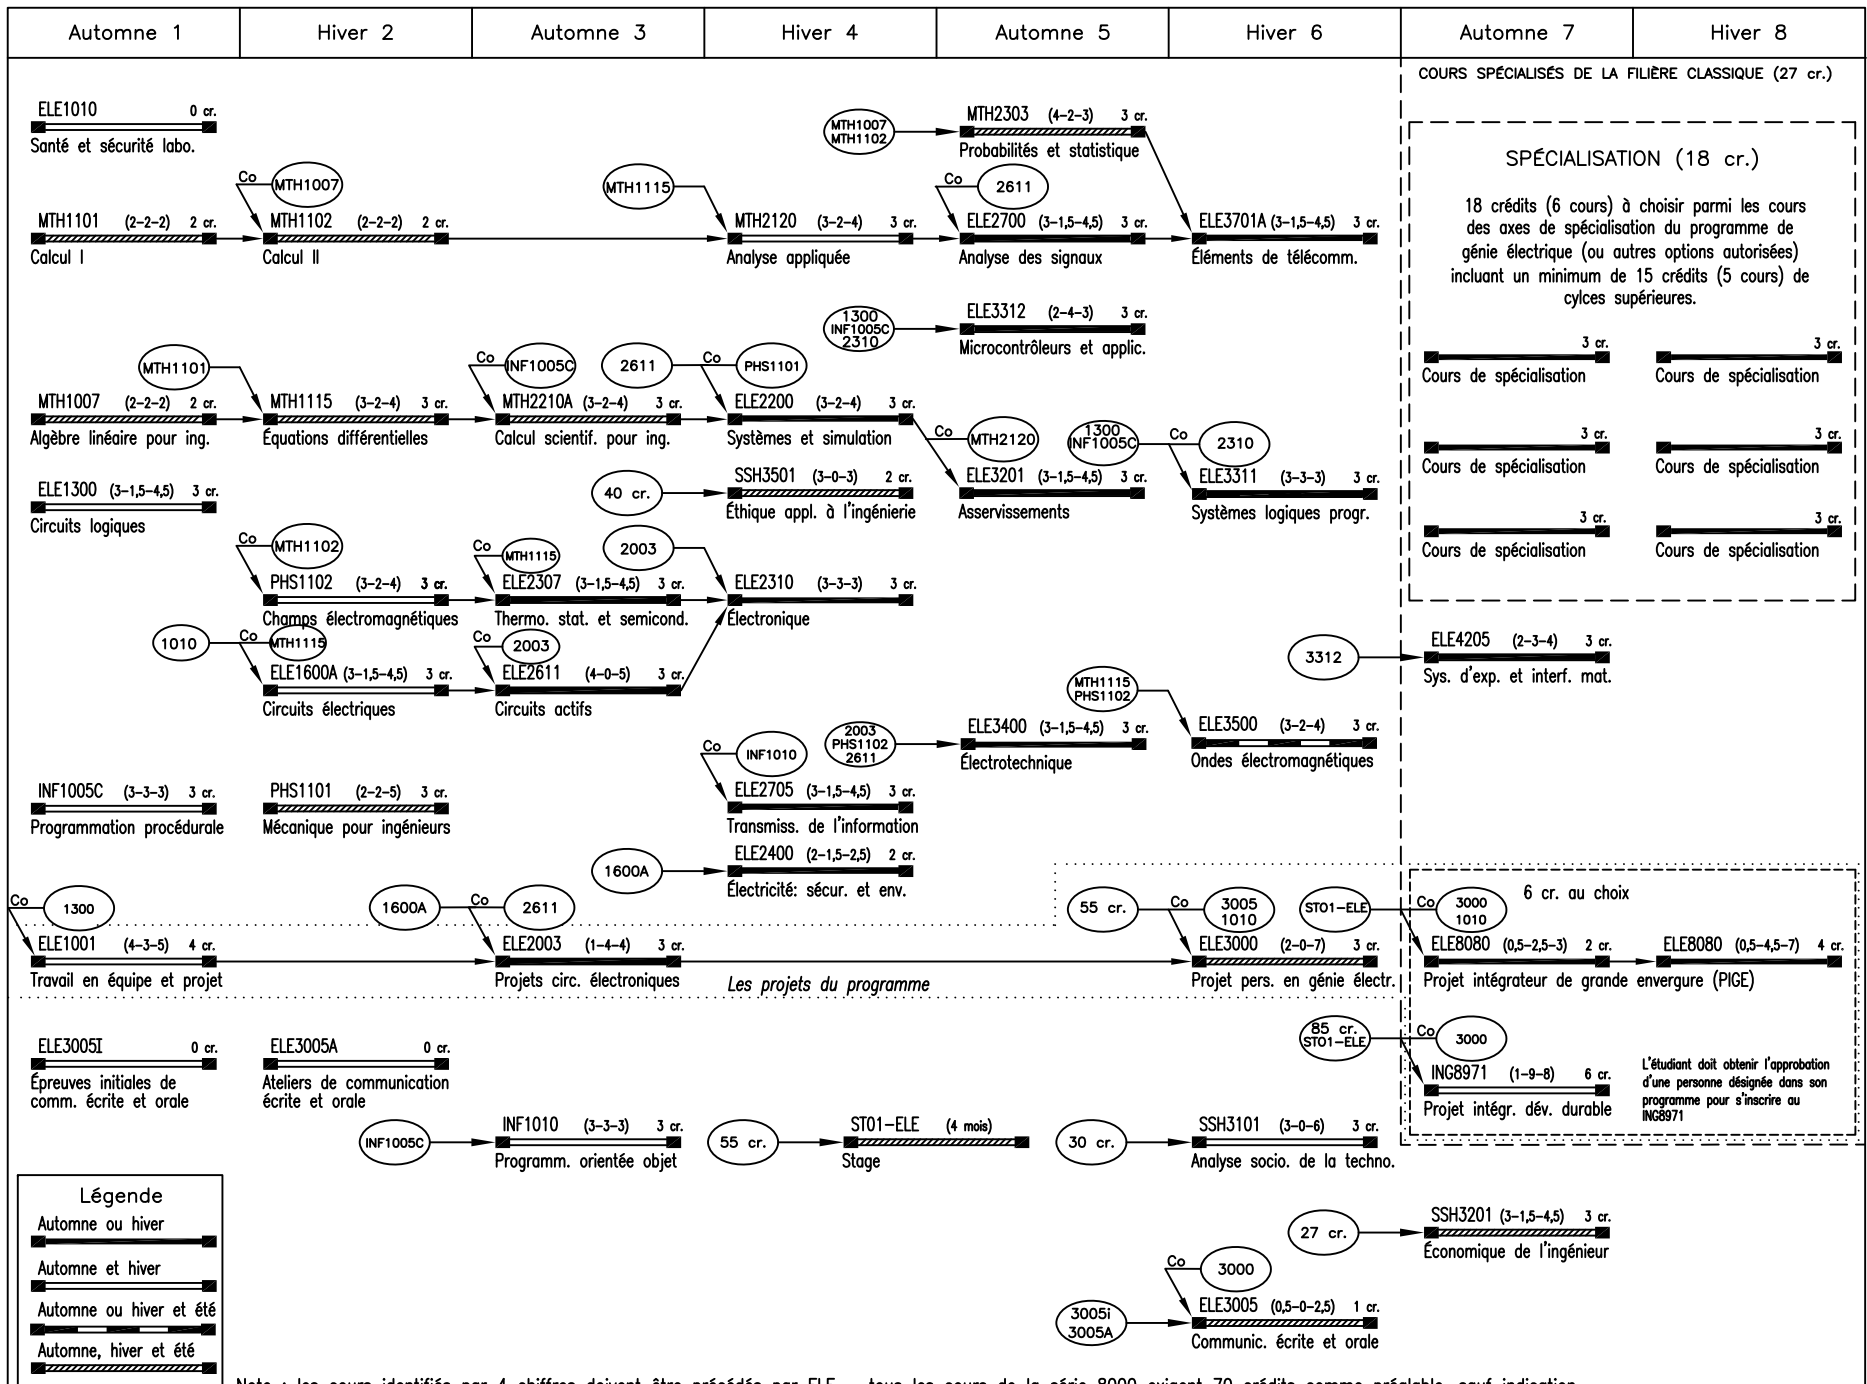 Automne 1 Hiver 2 Automne 3 Hiver 4 Automne 5 Hiver 6 Automne 7 Hiver 8
COURS SPÉCIALISÉS DE LA FILIÈRE CLASSIQUE (27 cr.)
ELE1010 0 cr.
Santé et sécurité labo.
MTH1007
MTH1102
MTH2303 (4-2-3) 3 cr.
Probabilités et statistique
SPÉCIALISATION (18 cr.)
18 crédits (6 cours) à choisir parmi les cours
des axes de spécialisation du programme de
génie électrique (ou autres options autorisées)
incluant un minimum de 15 crédits (5 cours) de
cylces supérieures.
MTH1101 (2-2-2) 2 cr.
Calcul I
Co MTH1007
MTH1102 (2-2-2) 2 cr.
Calcul II
MTH1115
MTH2120 (3-2-4) 3 cr.
Analyse appliquée
Co 2611
ELE2700 (3-1,5-4,5) 3 cr.
Analyse des signaux
ELE3701A (3-1,5-4,5) 3 cr.
Éléments de télécomm.
1300
INF1005C
2310
ELE3312 (2-4-3) 3 cr.
Microcontrôleurs et applic.
3 cr.
Cours de spécialisation
3 cr.
Cours de spécialisation
MTH1007 (2-2-2) 2 cr.
Algèbre linéaire pour ing.
MTH1101
MTH1115 (3-2-4) 3 cr.
Équations différentielles
Co INF1005C
MTH2210A (3-2-4) 3 cr.
Calcul scientif. pour ing.
2611
Co PHS1101
ELE2200 (3-2-4) 3 cr.
Systèmes et simulation
3 cr.
Cours de spécialisation
3 cr.
Cours de spécialisation
ELE1300 (3-1,5-4,5) 3 cr.
Circuits logiques
40 cr.
SSH3501 (3-0-3) 2 cr.
Éthique appl. à l'ingénierie
Co MTH2120
ELE3201 (3-1,5-4,5) 3 cr.
Asservissements
1300
INF1005C
Co 2310
ELE3311 (3-3-3) 3 cr.
Systèmes logiques progr.
3 cr.
Cours de spécialisation
3 cr.
Cours de spécialisation
Co MTH1102
PHS1102 (3-2-4) 3 cr.
Champs électromagnétiques
Co MTH1115
ELE2307 (3-1,5-4,5) 3 cr.
Thermo. stat. et semicond.
2003
ELE2310 (3-3-3) 3 cr.
Électronique
1010
Co MTH1115
ELE1600A (3-1,5-4,5) 3 cr.
Circuits électriques
Co 2003
ELE2611 (4-0-5) 3 cr.
Circuits actifs
3312
ELE4205 (2-3-4) 3 cr.
Sys. d'exp. et interf. mat.
2003
PHS1102
2611
ELE3400 (3-1,5-4,5) 3 cr.
Électrotechnique
MTH1115
PHS1102
ELE3500 (3-2-4) 3 cr.
Ondes électromagnétiques
INF1005C (3-3-3) 3 cr.
Programmation procédurale
PHS1101 (2-2-5) 3 cr.
Mécanique pour ingénieurs
Co INF1010
ELE2705 (3-1,5-4,5) 3 cr.
Transmiss. de l'information
1600A
ELE2400 (2-1,5-2,5) 2 cr.
Électricité: sécur. et env.
Co 1300
ELE1001 (4-3-5) 4 cr.
Travail en équipe et projet
1600A
Co 2611
ELE2003 (1-4-4) 3 cr.
Projets circ. électroniques
Les projets du programme
55 cr.
Co 3005
1010
ELE3000 (2-0-7) 3 cr.
Projet pers. en génie électr.
STO1-ELE
Co 3000
1010
6 cr. au choix
ELE8080 (0,5-2,5-3) 2 cr.
ELE8080 (0,5-4,5-7) 4 cr.
Projet intégrateur de grande envergure (PIGE)
ELE3005I 0 cr.
Épreuves initiales de
comm. écrite et orale
ELE3005A 0 cr.
Ateliers de communication
écrite et orale
85 cr.
STO1-ELE
Co 3000
ING8971 (1-9-8) 6 cr.
Projet intégr. dév. durable
L'étudiant doit obtenir l'approbation
d'une personne désignée dans son
programme pour s'inscrire au
ING8971
INF1005C
INF1010 (3-3-3) 3 cr.
Programm. orientée objet
55 cr.
ST01-ELE (4 mois)
Stage
30 cr.
SSH3101 (3-0-6) 3 cr.
Analyse socio. de la techno.
27 cr.
SSH3201 (3-1,5-4,5) 3 cr.
Économique de l'ingénieur
3005i
3005A
Co 3000
ELE3005 (0,5-0-2,5) 1 cr.
Communic. écrite et orale
Légende
Automne ou hiver
Automne et hiver
Automne ou hiver et été
Automne, hiver et été
Note : les cours identifiés par 4 chiffres doivent être précédés par ELE - tous les cours de la série 8000 exigent 70 crédits comme préalable, sauf indication